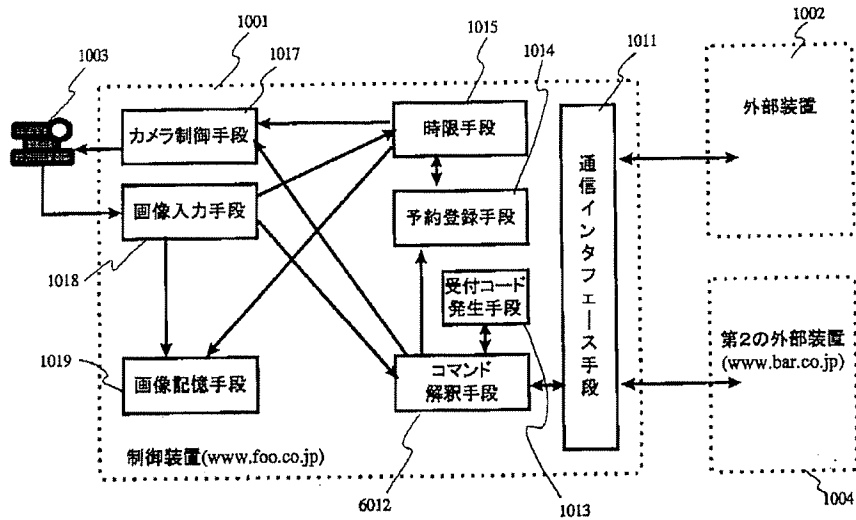 1001
1017
1015
1014
1011
1002
1003
カメラ制御手段
時限手段
外部装置
画像入力手段
予約登録手段
通信インタフェース手段
1018
受付コード
発生手段
1019
画像記憶手段
コマンド
解釈手段
第2の外部装置
(www.bar.co.jp)
制御装置(www.foo.co.jp)
6012
1013
1004